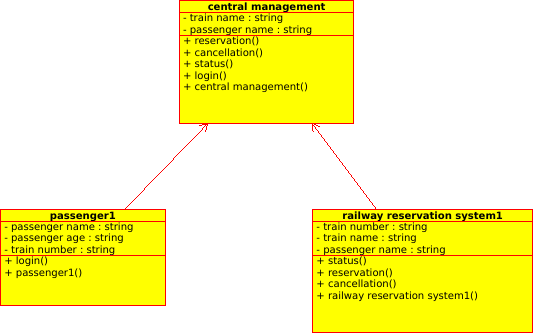 central management
- train name : string
- passenger name : string
+ reservation()
+ cancellation()
+ status()
+ login()
+ central management()
passenger1
- passenger name : string
- passenger age : string
- train number : string
+ login()
+ passenger1()
railway reservation system1
- train number : string
- train name : string
- passenger name : string
+ status()
+ reservation()
+ cancellation()
+ railway reservation system1()